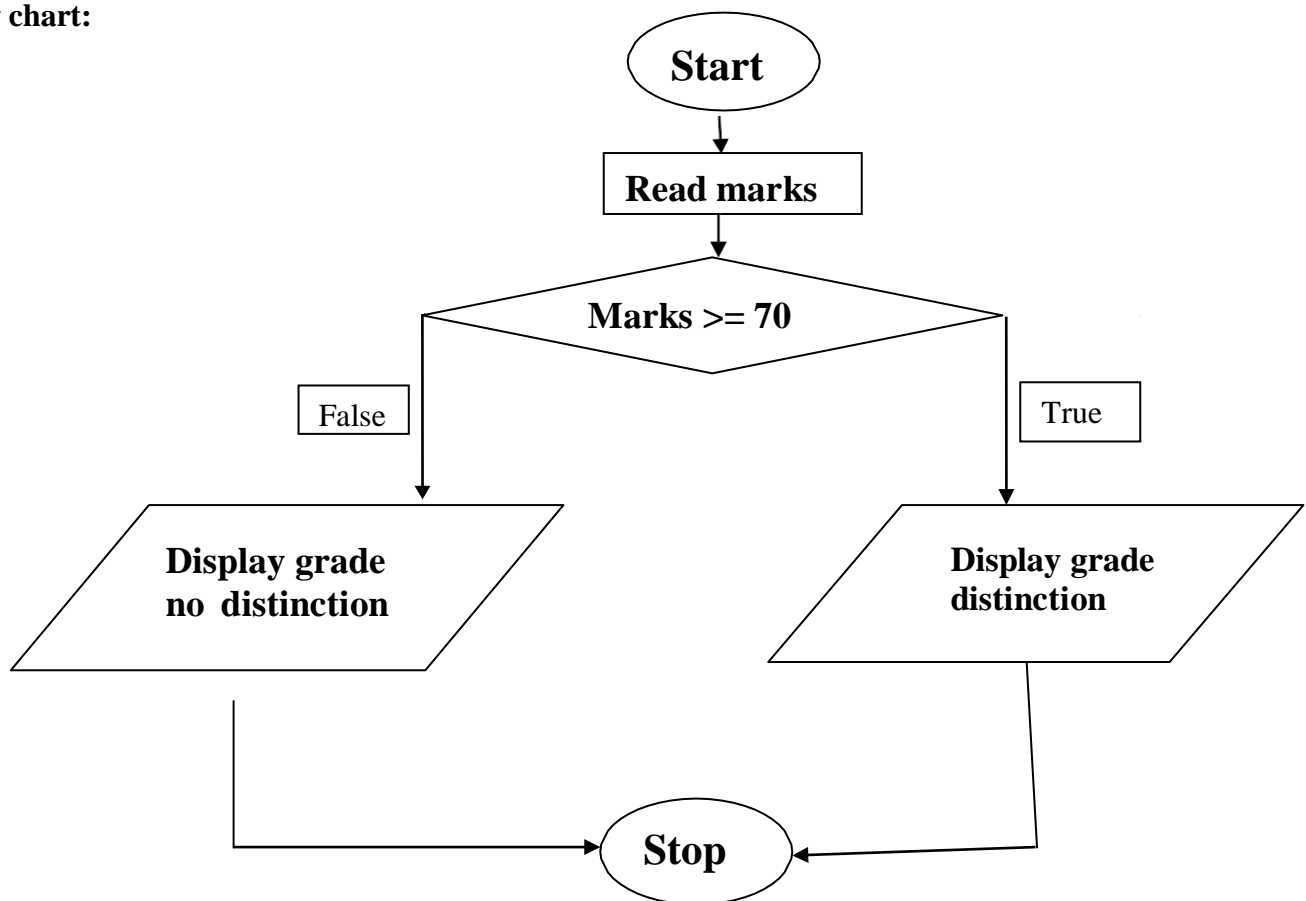 chart:
Start
Read marks
Marks >= 70
False
True
Display grade
no distinction
Display grade
distinction
Stop